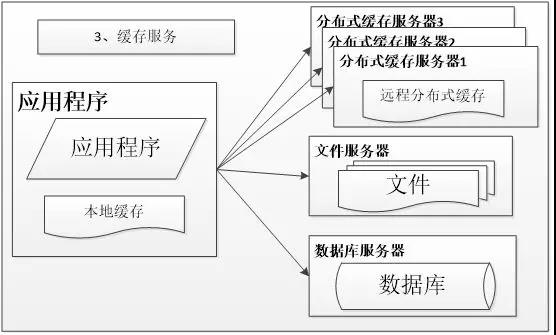 3、缓存服务
应用程序
应用程序
本地缓存
分布式缓存服务器3
分布式缓存服务器2
分布式缓存服务器1
远程分布式缓存
文件服务器
文件
数据库服务器
数据库